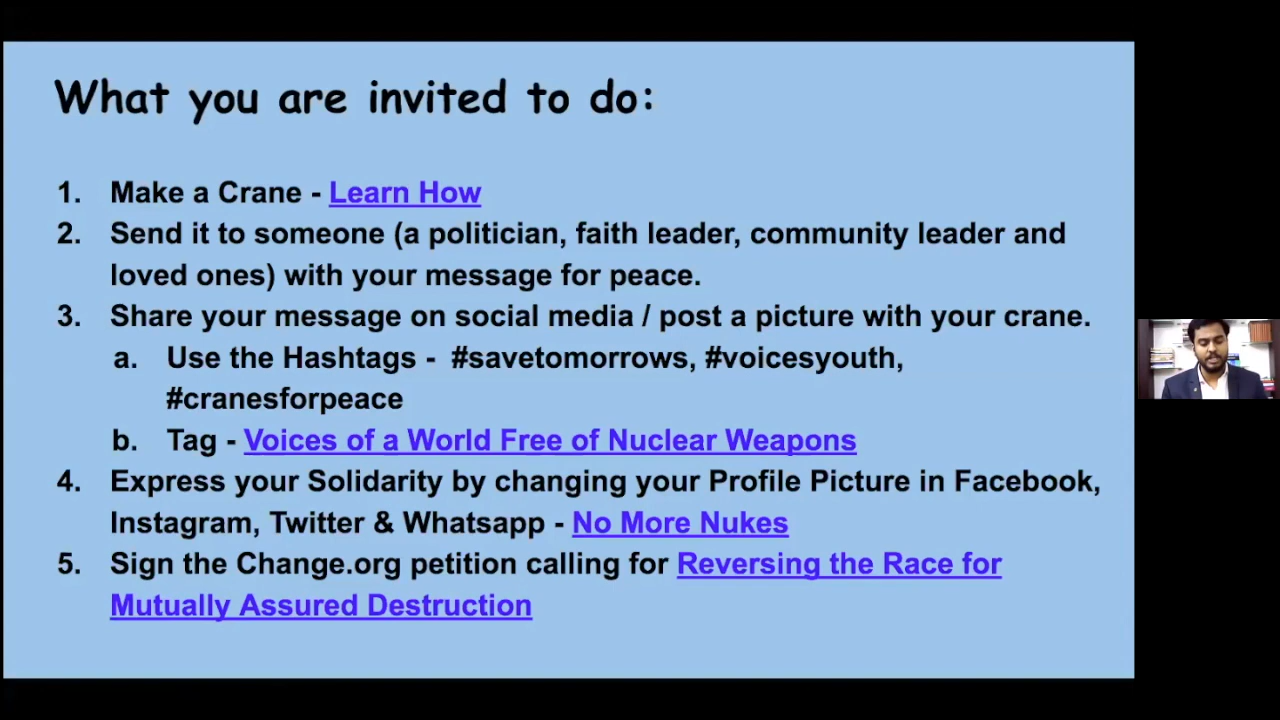 What you are invited to do:
1. Make a Crane - Learn How
2. Send it to someone (a politician, faith leader, community leader and
loved ones) with your message for peace.
3. Share your message on social media / post a picture with your crane.
a. Use the Hashtags - #savetomorrows, #voicesyouth,
#cranesforpeace
b. Tag - Voices of a World Free of Nuclear Weapons
4. Express your Solidarity by changing your Profile Picture in Facebook,
Instagram, Twitter & Whatsapp - No More Nukes
5. Sign the Change.org petition calling for Reversing the Race for
Mutually Assured Destruction